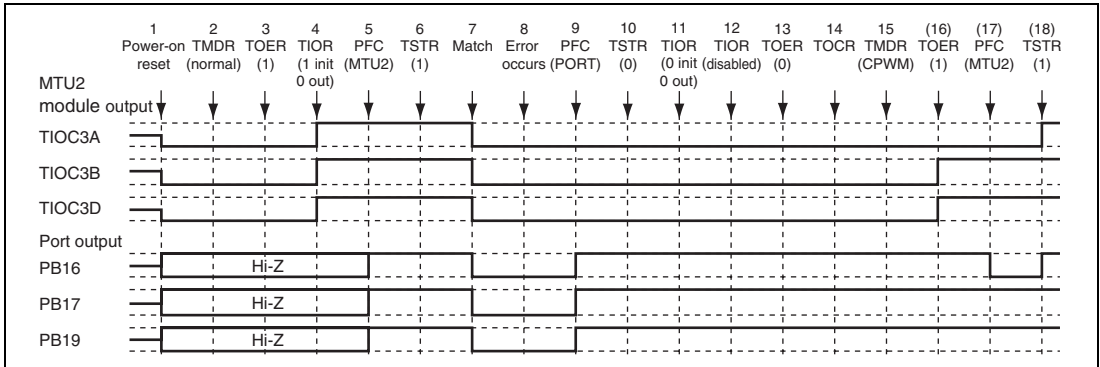 1 2 3 4 5 6 7 8 9 10 11 12 13 14 15 (16) (17) (18)
Power-on TMDR TOER TIOR PFC TSTR Match Error PFC TSTR TIOR TIOR TOER TOCR TMDR TOER PFC TSTR
reset (normal) (1) (1 init (MTU2) (1) occurs (PORT) (0) (0 init (disabled) (0) (CPWM) (1) (MTU2) (1)
MTU2 0 out) 0 out)
module output
TIOC3A
TIOC3B
TIOC3D
Port output
PB16 Hi-Z
PB17 Hi-Z
PB19 Hi-Z